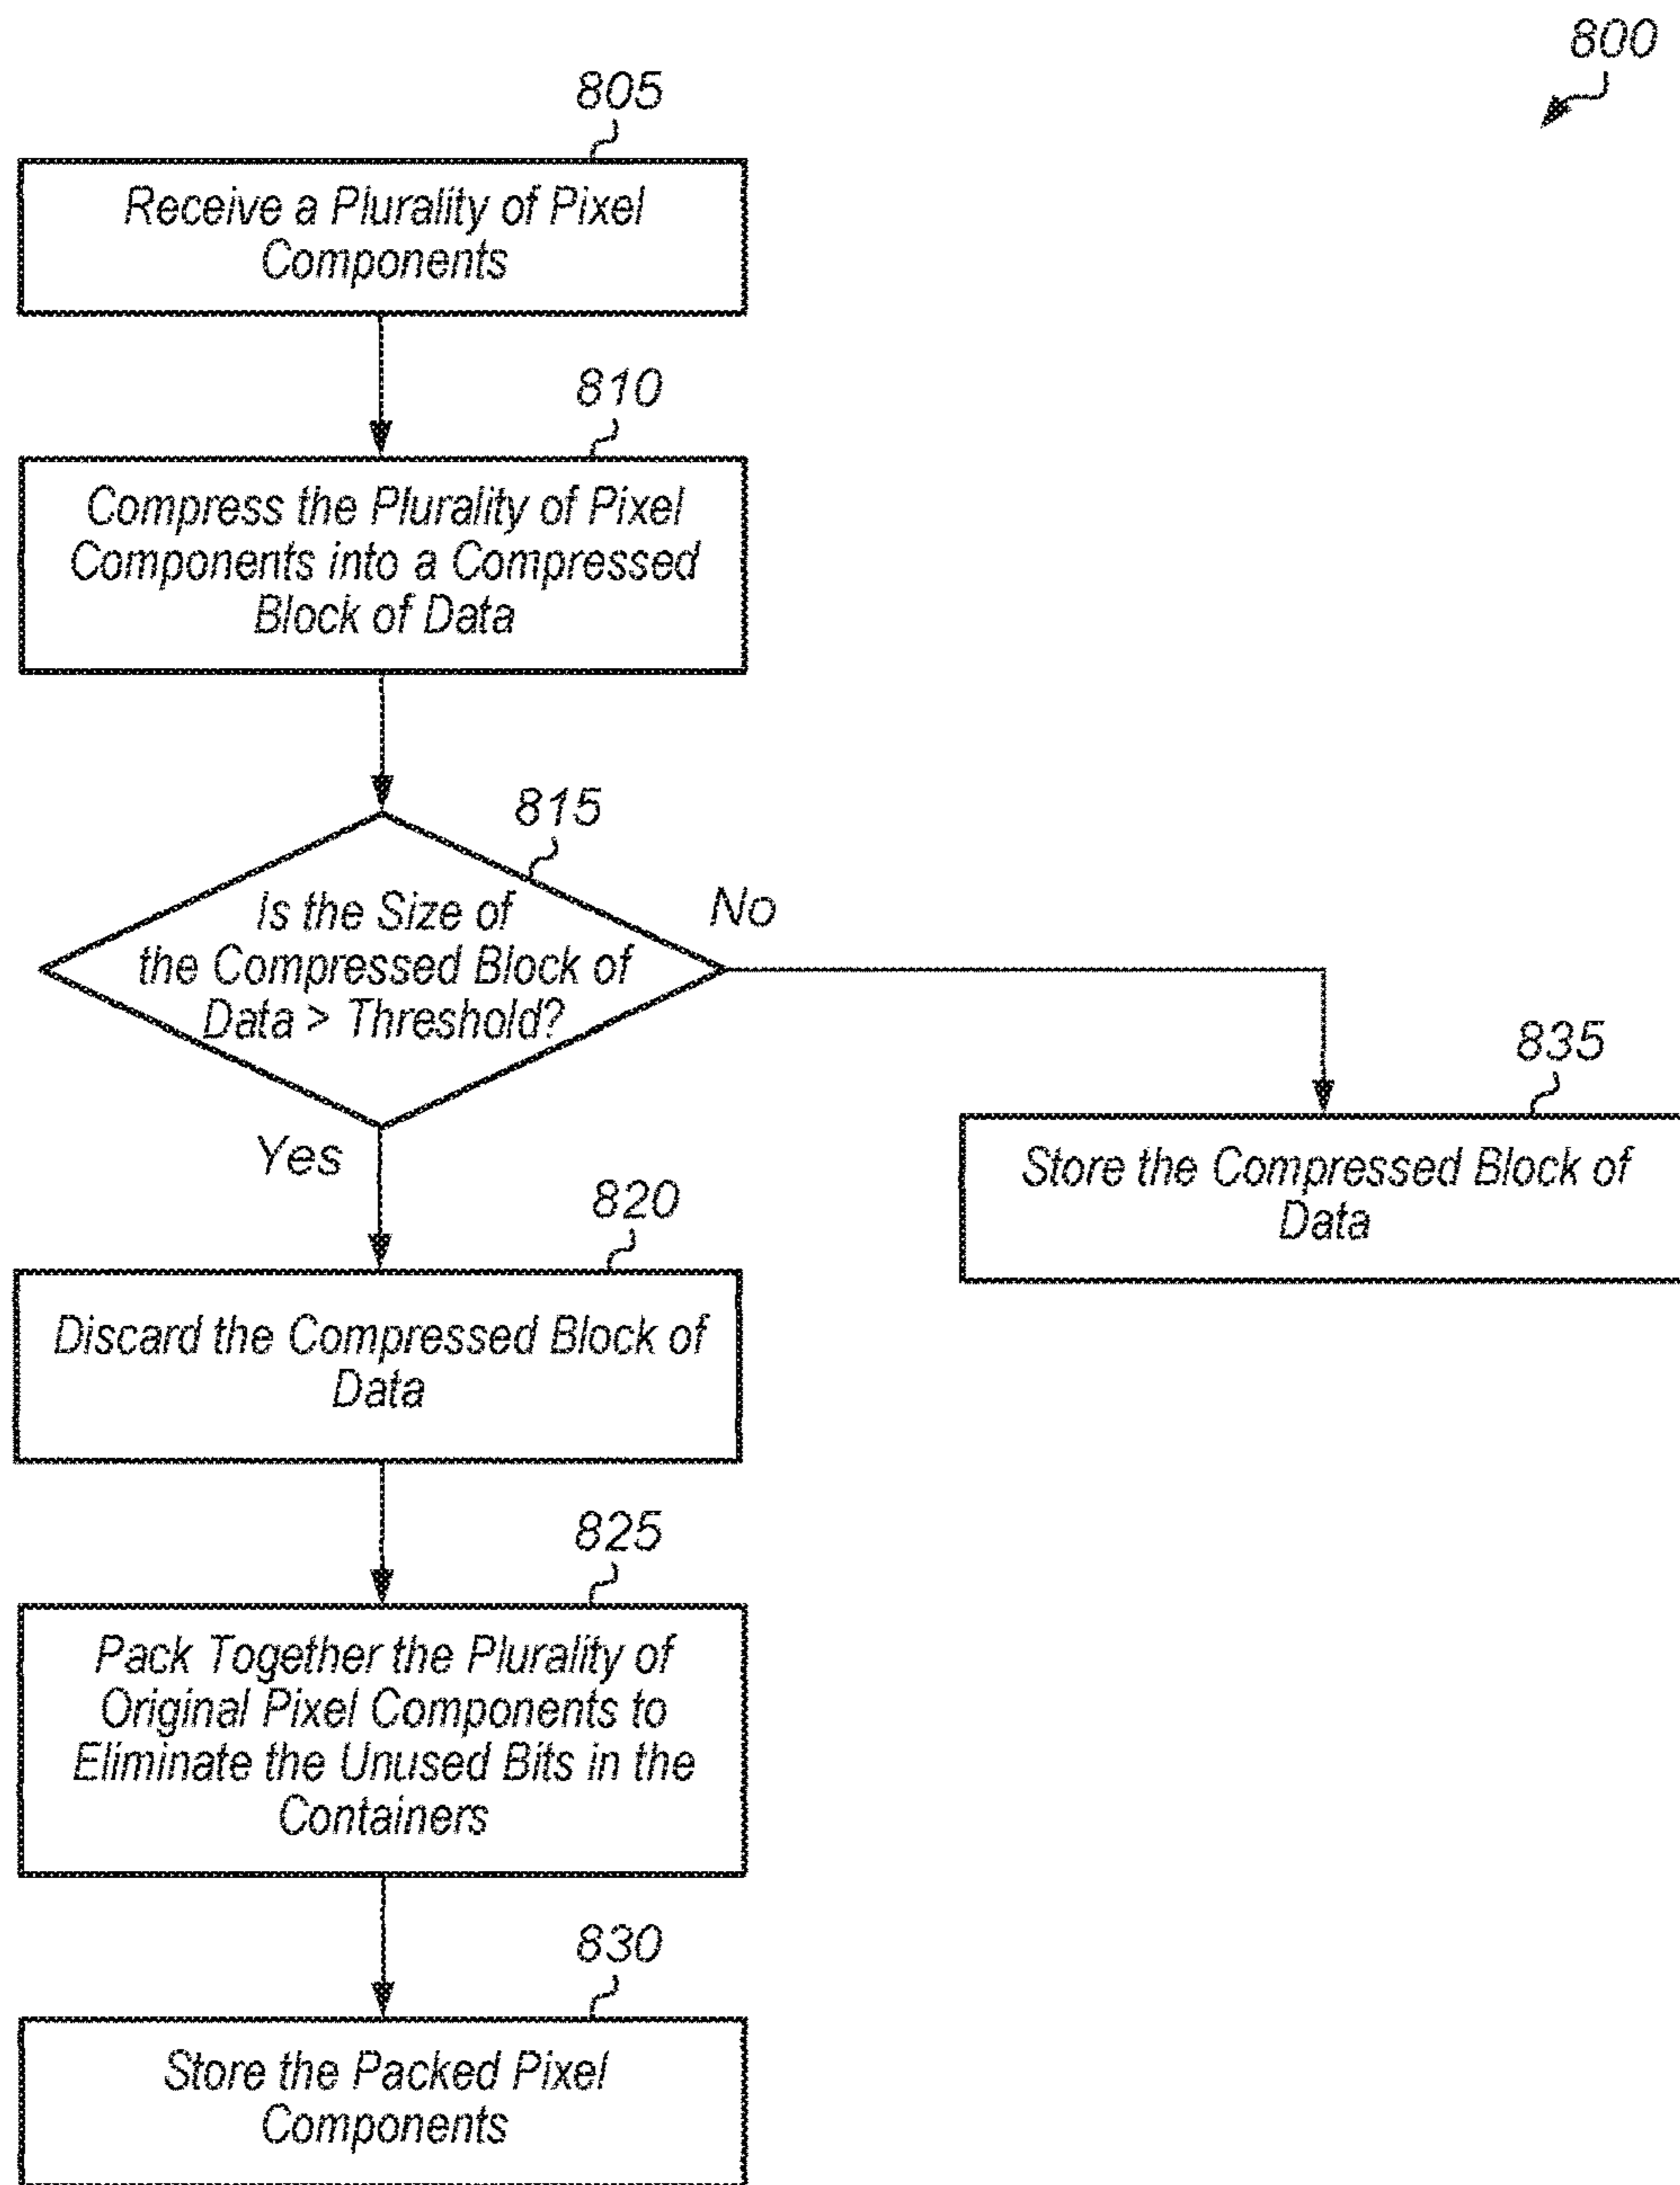 800
805
Receive a Plurality of Pixel
Components
810
Compress the Plurality of Pixel
Components into a Compressed
Block of Data
815
Is the Size of
the Compressed Block of
Data > Threshold?
No
Yes
835
Store the Compressed Block of
Data
820
Discard the Compressed Block of
Data
825
Pack Together the Plurality of
Original Pixel Components to
Eliminate the Unused Bits in the
Containers
830
Store the Packed Pixel
Components